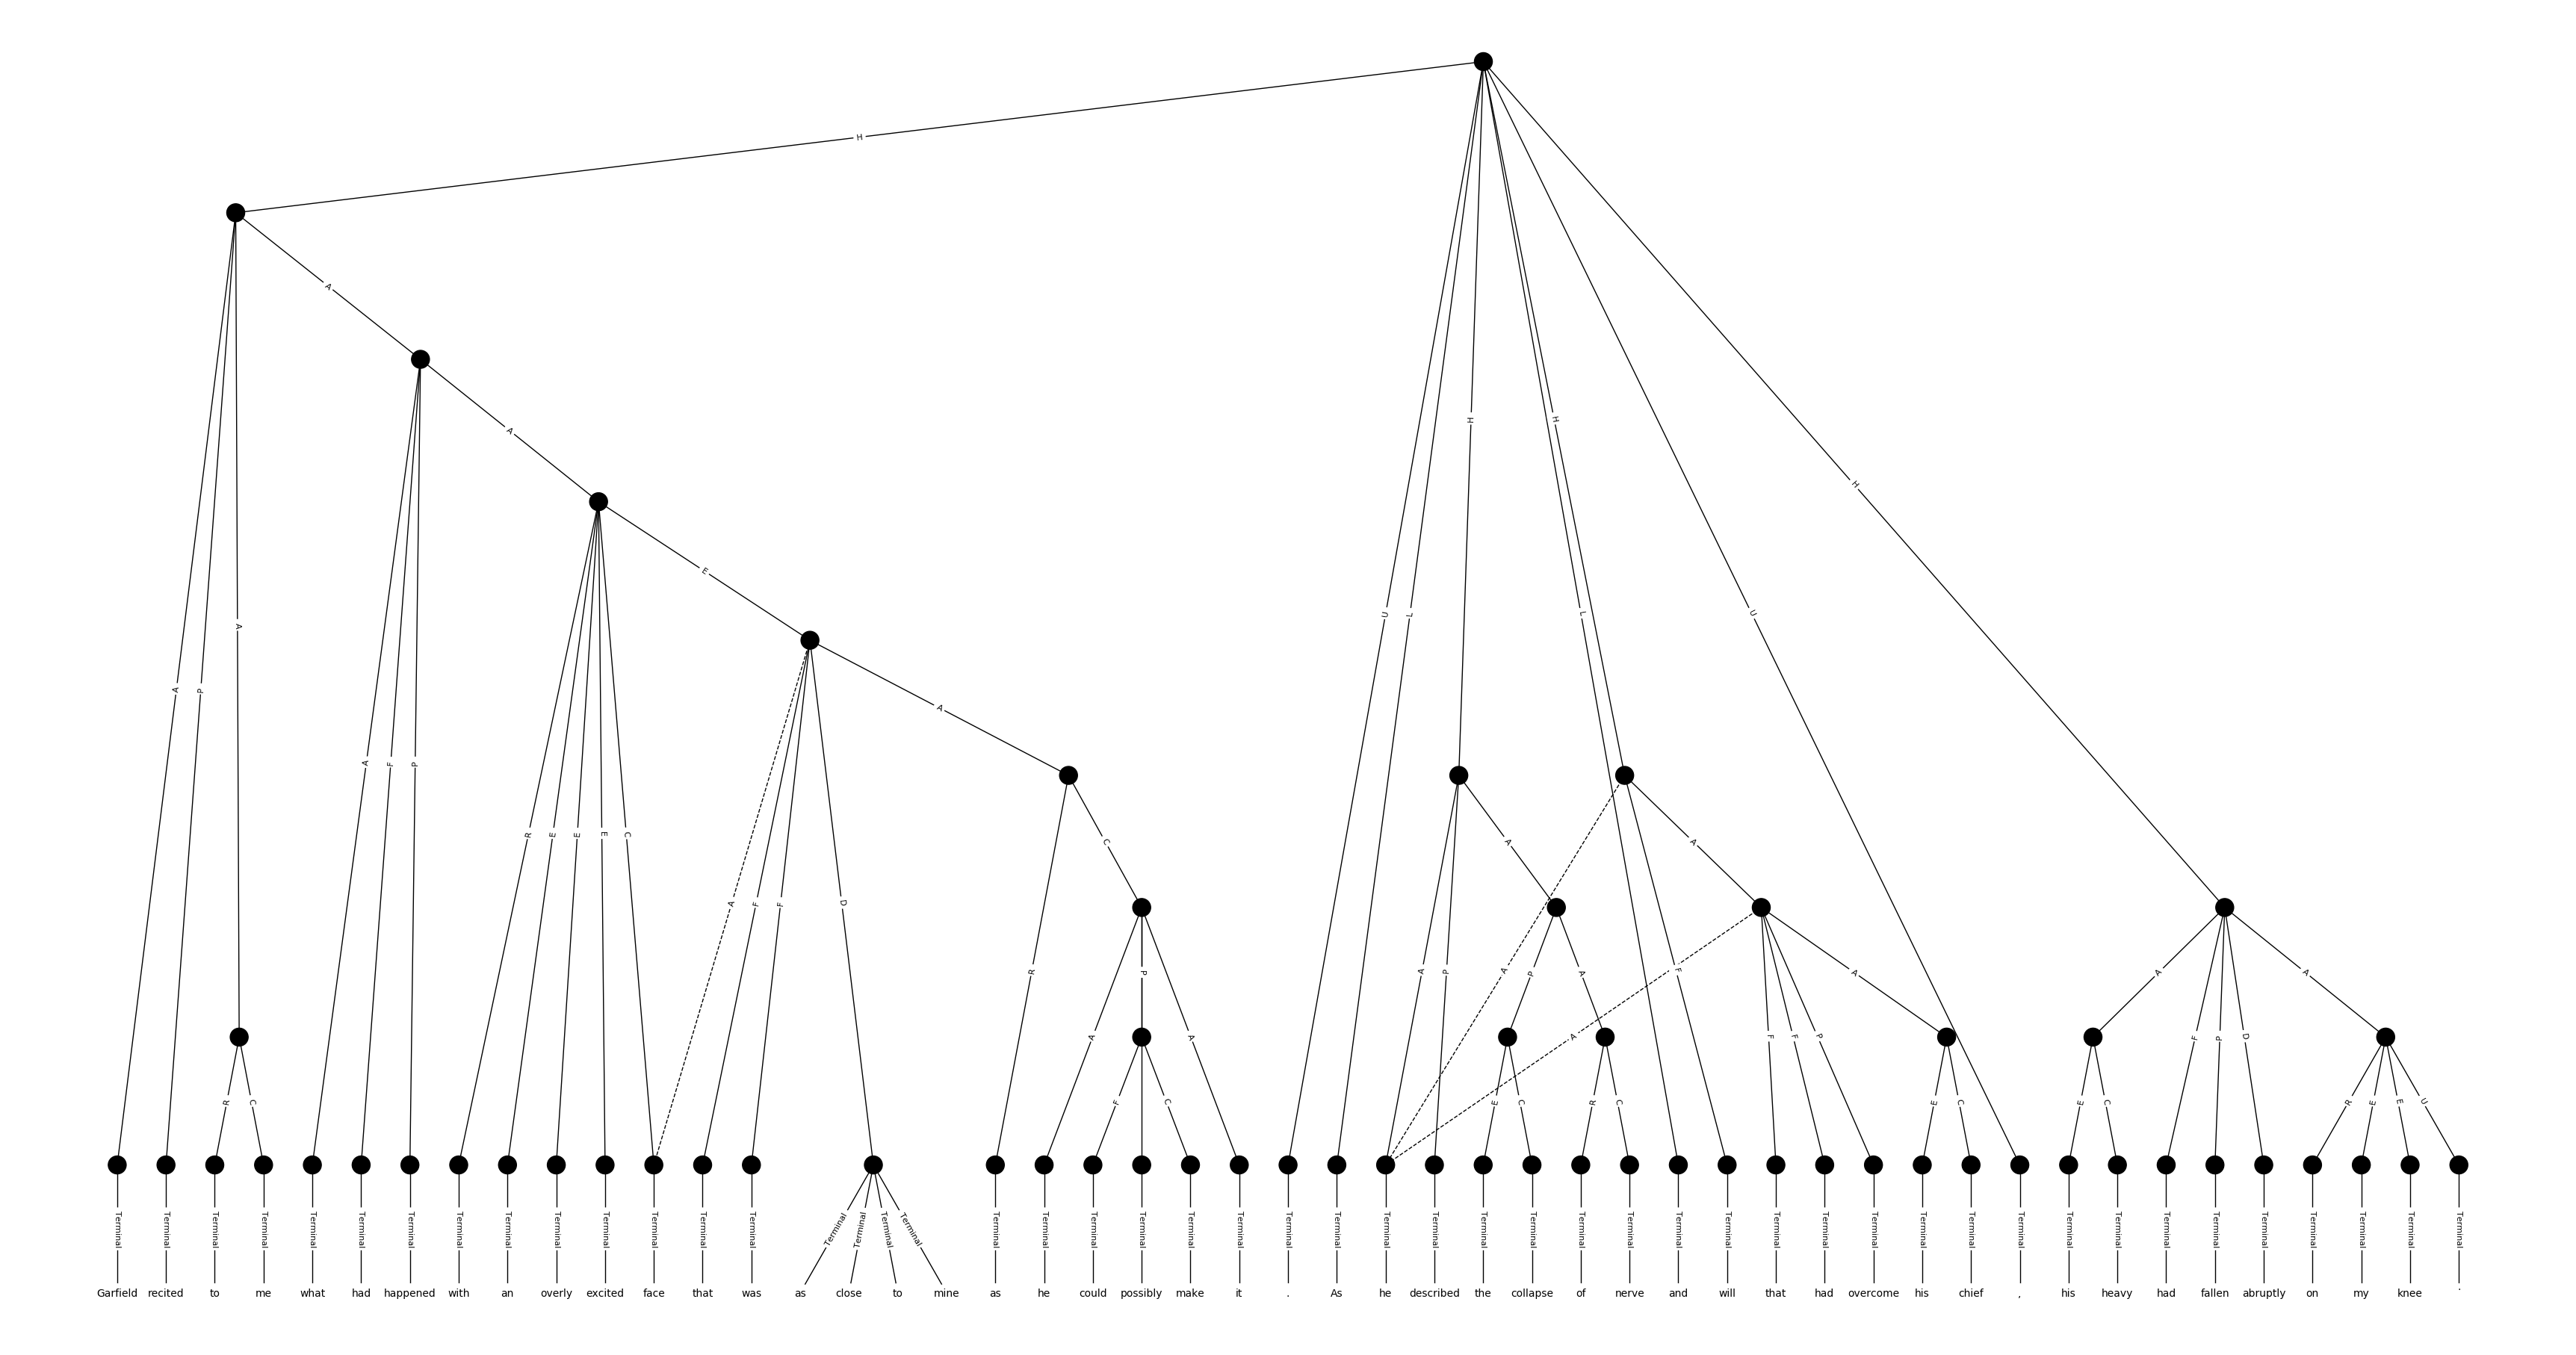 H
A
A
E
A
P
A
A
F
P
R
E
E
E
C
A
F
F
D
R
C
A
P
A
F
C
R
C
U
L
H
L
H
U
H
A
P
A
P
A
E
C
R
C
A
F
A
A
F
F
P
A
E
C
A
F
P
D
A
E
C
R
E
E
U
Terminal Terminal Terminal Terminal Terminal Terminal Terminal Terminal Terminal Terminal Terminal Terminal Terminal Terminal Terminal Terminal Terminal Terminal Terminal Terminal Terminal Terminal Terminal Terminal Terminal Terminal Terminal Terminal Terminal Terminal Terminal Terminal Terminal Terminal Terminal Terminal Terminal Terminal Terminal Terminal Terminal Terminal Terminal Terminal Terminal Terminal Terminal Terminal Terminal
Garfield recited to me what had happened with an overly excited face that was as close to mine as he could possibly make it . As he described the collapse of nerve and will that had overcome his chief , his heavy had fallen abruptly on my knee .